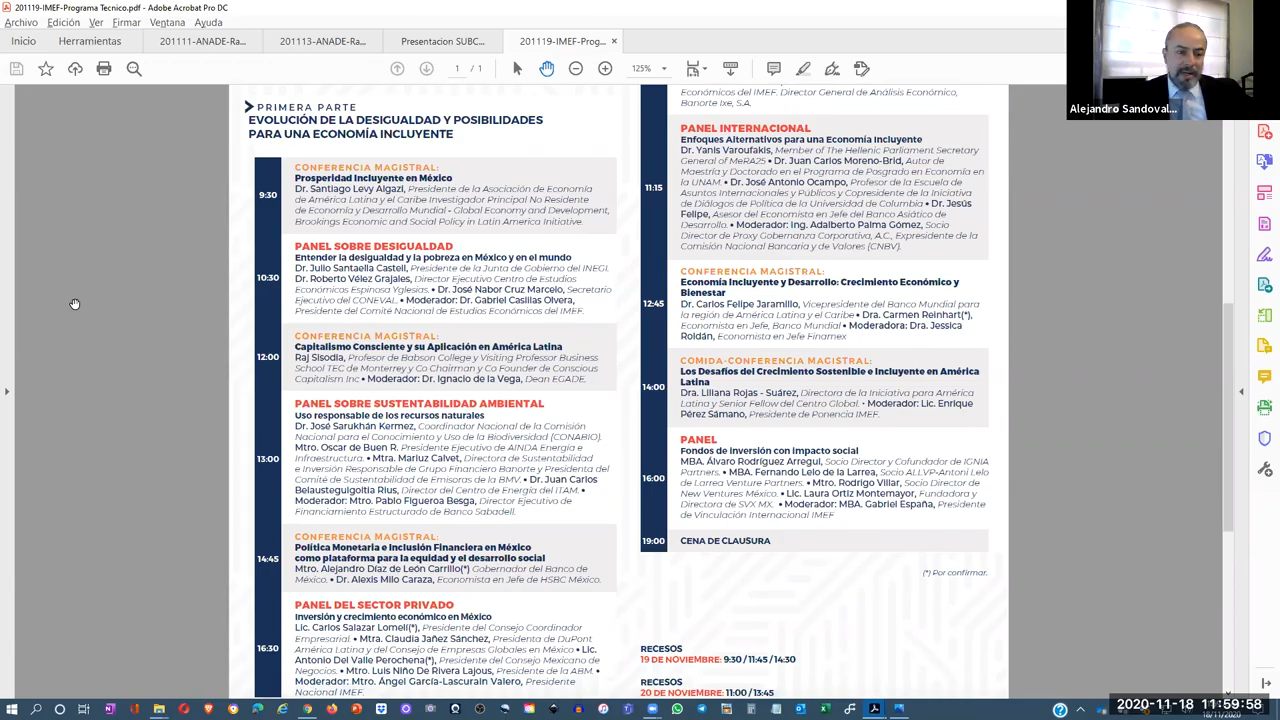 201119-IMEF-Programa Tecnico.pdf - Adobe Acrobat Pro DC
Archivo Edición Ver Firmar Ventana Ayuda
Inicio Herramientas 201111-ANADE-Ra... 201113-ANADE-Ra... Presentacion SUBC... 201119-IMEF-Prog... ×
1 / 1 125%
Alejandro Sandoval...
PRIMERA PARTE
EVOLUCIÓN DE LA DESIGUALDAD Y POSIBILIDADES
PARA UNA ECONOMÍA INCLUYENTE
9:30
CONFERENCIA MAGISTRAL:
Prosperidad Incluyente en México
Dr. Santiago Levy Algazi, Presidente de la Asociación de Economía
de América Latina y el Caribe Investigador Principal No Residente
de Economía y Desarrollo Mundial - Global Economy and Development,
Brookings Economic and Social Policy in Latin America Initiative.
10:30
PANEL SOBRE DESIGUALDAD
Entender la desigualdad y la pobreza en México y en el mundo
Dr. Julio Santaella Castell, Presidente de la Junta de Gobierno del INEGI.
Dr. Roberto Vélez Grajales, Director Ejecutivo Centro de Estudios
Económicos Espinosa Yglesias. • Dr. José Nabor Cruz Marcelo, Secretario
Ejecutivo del CONEVAL. • Moderador: Dr. Gabriel Casillas Olvera,
Presidente del Comité Nacional de Estudios Económicos del IMEF.
12:00
CONFERENCIA MAGISTRAL:
Capitalismo Consciente y su Aplicación en América Latina
Raj Sisodia, Profesor de Babson College y Visiting Professor Business
School TEC de Monterrey y Co Chairman y Co Founder de Conscious
Capitalism Inc • Moderador: Dr. Ignacio de la Vega, Dean EGADE.
13:00
PANEL SOBRE SUSTENTABILIDAD AMBIENTAL
Uso responsable de los recursos naturales
Dr. José Sarukhán Kermez, Coordinador Nacional de la Comisión
Nacional para el Conocimiento y Uso de la Biodiversidad (CONABIO).
Mtro. Oscar de Buen R. Presidente Ejecutivo de AINDA Energía e
Infraestructura. • Mtra. Mariuz Calvet, Directora de Sustentabilidad
e Inversión Responsable de Grupo Financiero Banorte y Presidenta del
Comité de Sustentabilidad de Emisoras de la BMV. • Dr. Juan Carlos
Belausteguigoitia Rius, Director del Centro de Energía del ITAM. •
Moderador: Mtro. Pablo Figueroa Besga, Director Ejecutivo de
Financiamiento Estructurado de Banco Sabadell.
14:45
CONFERENCIA MAGISTRAL:
Política Monetaria e Inclusión Financiera en México
como plataforma para la equidad y el desarrollo social
Mtro. Alejandro Díaz de León Carrillo(*) Gobernador del Banco de
México. • Dr. Alexis Milo Caraza, Economista en Jefe de HSBC México.
16:30
PANEL DEL SECTOR PRIVADO
Inversión y crecimiento económico en México
Lic. Carlos Salazar Lomelí(*), Presidente del Consejo Coordinador
Empresarial. • Mtra. Claudia Jañez Sánchez, Presidenta de DuPont
América Latina y del Consejo de Empresas Globales en México • Lic.
Antonio Del Valle Perochena(*), Presidente del Consejo Mexicano de
Negocios. • Mtro. Luis Niño De Rivera Lajous, Presidente de la ABM. •
Moderador: Mtro. Ángel García-Lascurain Valero, Presidente
Nacional IMEF.
Económicos del IMEF. Director General de Análisis Económico,
Banorte Ixe, S.A.
11:15
PANEL INTERNACIONAL
Enfoques Alternativos para una Economía Incluyente
Dr. Yanis Varoufakis, Member of The Hellenic Parliament Secretary
General of MeRA25 • Dr. Juan Carlos Moreno-Brid, Autor de
Maestría y Doctorado en el Programa de Posgrado en Economía en
la UNAM. • Dr. José Antonio Ocampo, Profesor de la Escuela de
Asuntos Internacionales y Públicos y Copresidente de la Iniciativa
de Diálogos de Política de la Universidad de Columbia • Dr. Jesús
Felipe, Asesor del Economista en Jefe del Banco Asiático de
Desarrollo. • Moderador: Ing. Adalberto Palma Gómez, Socio
Director de Proxy Gobernanza Corporativa, A.C., Expresidente de la
Comisión Nacional Bancaria y de Valores (CNBV).
12:45
CONFERENCIA MAGISTRAL:
Economía Incluyente y Desarrollo: Crecimiento Económico y
Bienestar
Dr. Carlos Felipe Jaramillo, Vicepresidente del Banco Mundial para
la región de América Latina y el Caribe • Dra. Carmen Reinhart(*),
Economista en Jefe, Banco Mundial • Moderadora: Dra. Jessica
Roldán, Economista en Jefe Finamex
14:00
COMIDA-CONFERENCIA MAGISTRAL:
Los Desafíos del Crecimiento Sostenible e Incluyente en América
Latina
Dra. Liliana Rojas - Suárez, Directora de la Iniciativa para América
Latina y Senior Fellow del Centro Global. • Moderador: Lic. Enrique
Pérez Sámano, Presidente de Ponencia IMEF.
16:00
PANEL
Fondos de inversión con impacto social
MBA. Álvaro Rodríguez Arregui, Socio Director y Cofundador de IGNIA
Partners. • MBA. Fernando Lelo de la Larrea, Socio ALLVP-Antoni Lelo
de Larrea Venture Partners. • Mtro. Rodrigo Villar, Socio Director de
New Ventures México. • Lic. Laura Ortiz Montemayor, Fundadora y
Directora de SVX MX. • Moderador: MBA. Gabriel España, Presidente
de Vinculación Internacional IMEF
19:00
CENA DE CLAUSURA
(*) Por confirmar.
RECESOS
19 DE NOVIEMBRE: 9:30 / 11:45 / 14:30
RECESOS
20 DE NOVIEMBRE: 11:00 / 13:45
2020-11-18 11:59:58
18/11/2020